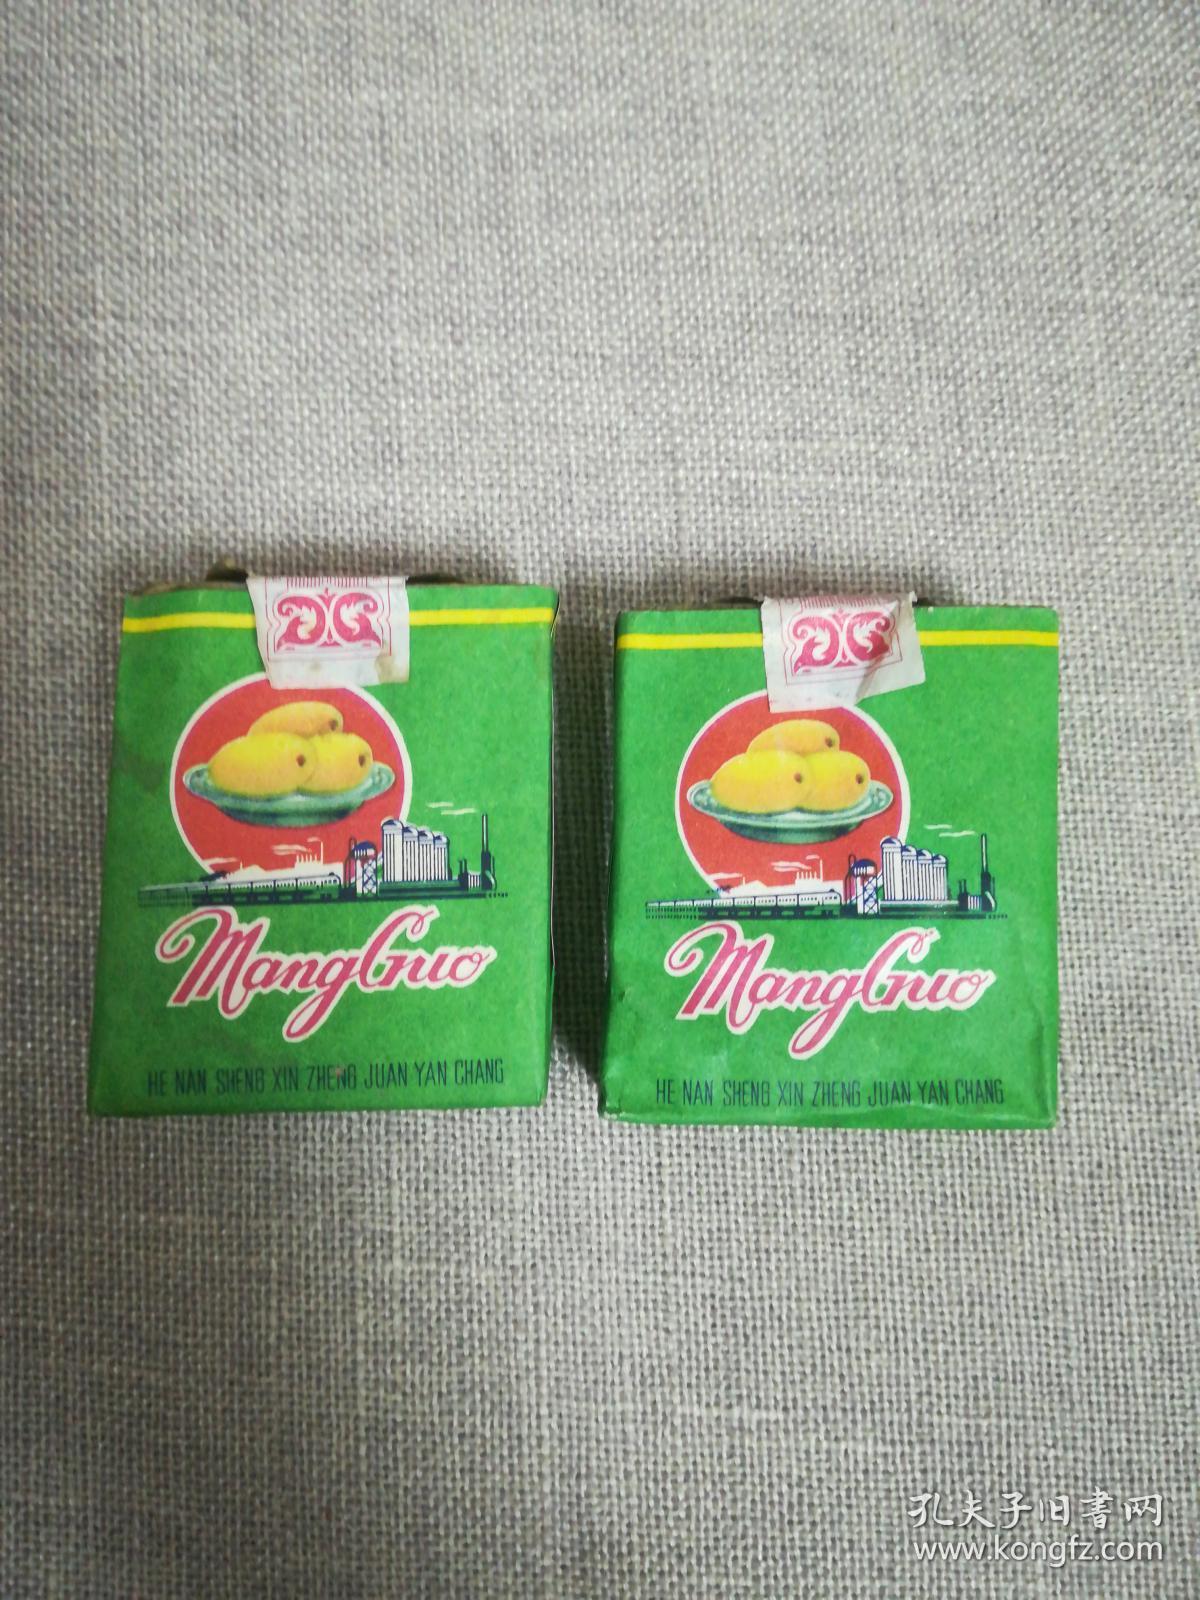 MangGuo
HE NAN SHENG XIN ZHENG JUAN YAN CHANG
MangGuo
HE NAN SHENG XIN ZHENG JUAN YAN CHANG
孔夫子旧書网
www.kongfz.com